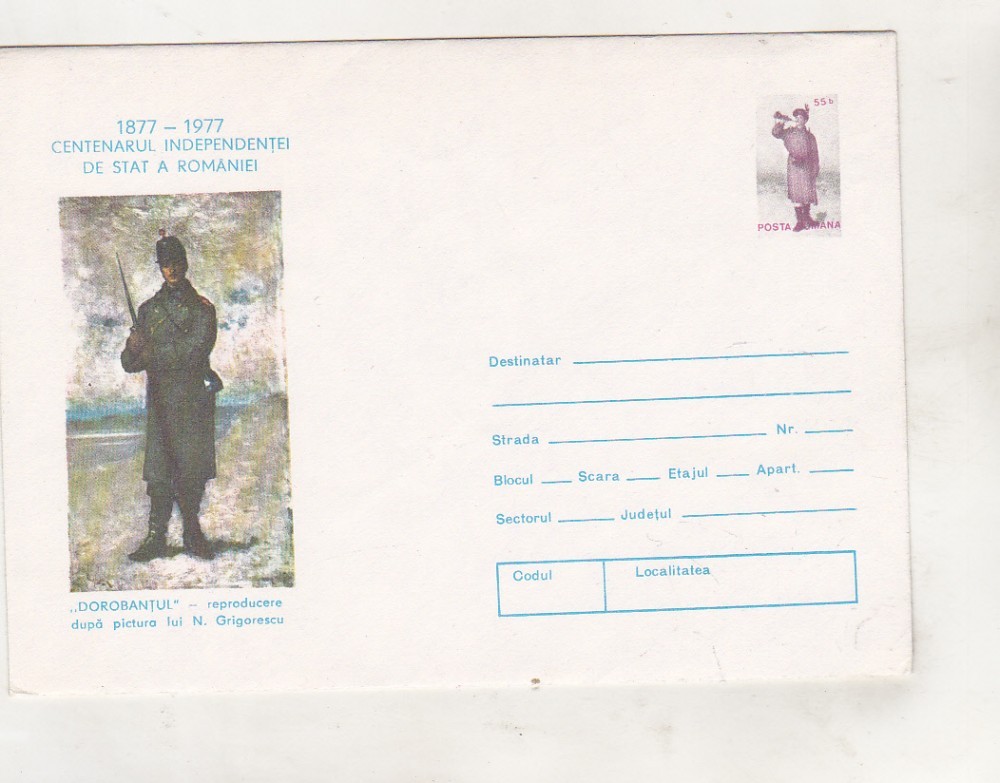 1877 – 1977
CENTENARUL INDEPENDENȚEI
DE STAT A ROMÂNIEI
55 b
POSTA ROMANA
Destinatar
Strada Nr.
Blocul Scara Etajul Apart.
Sectorul Județul
Codul Localitatea
,,DOROBANȚUL" – reproducere
după pictura lui N. Grigorescu